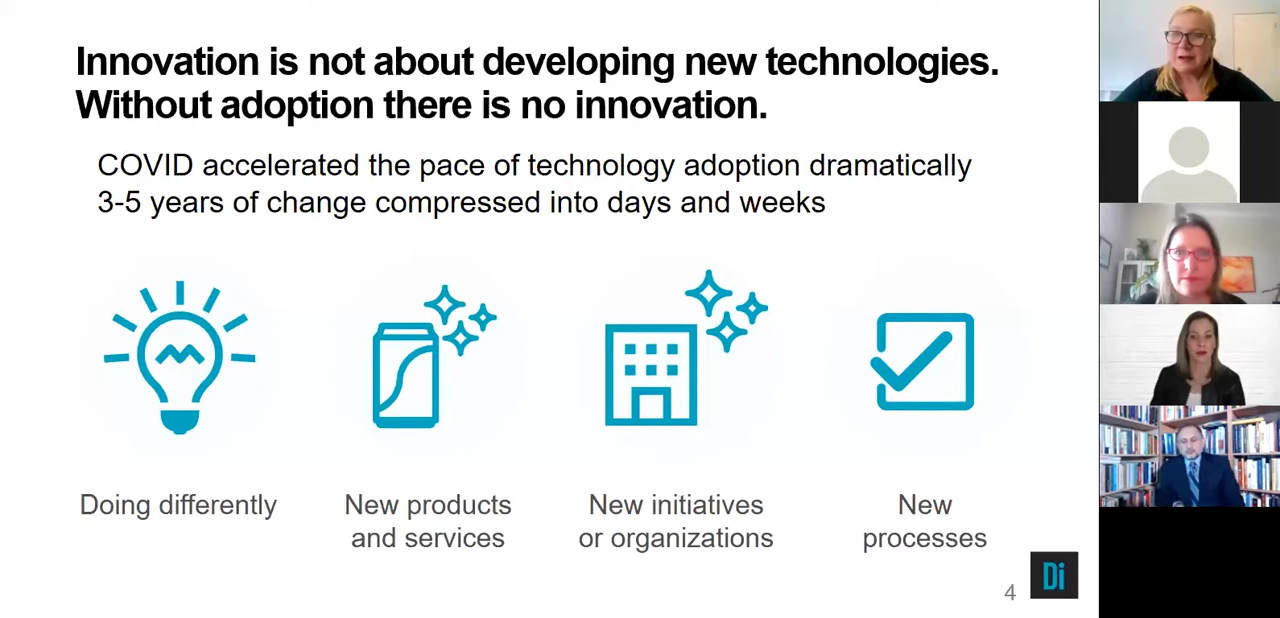 Innovation is not about developing new technologies.
Without adoption there is no innovation.
COVID accelerated the pace of technology adoption dramatically
3-5 years of change compressed into days and weeks
Doing differently
New products
and services
New initiatives
or organizations
New
processes
4
Di